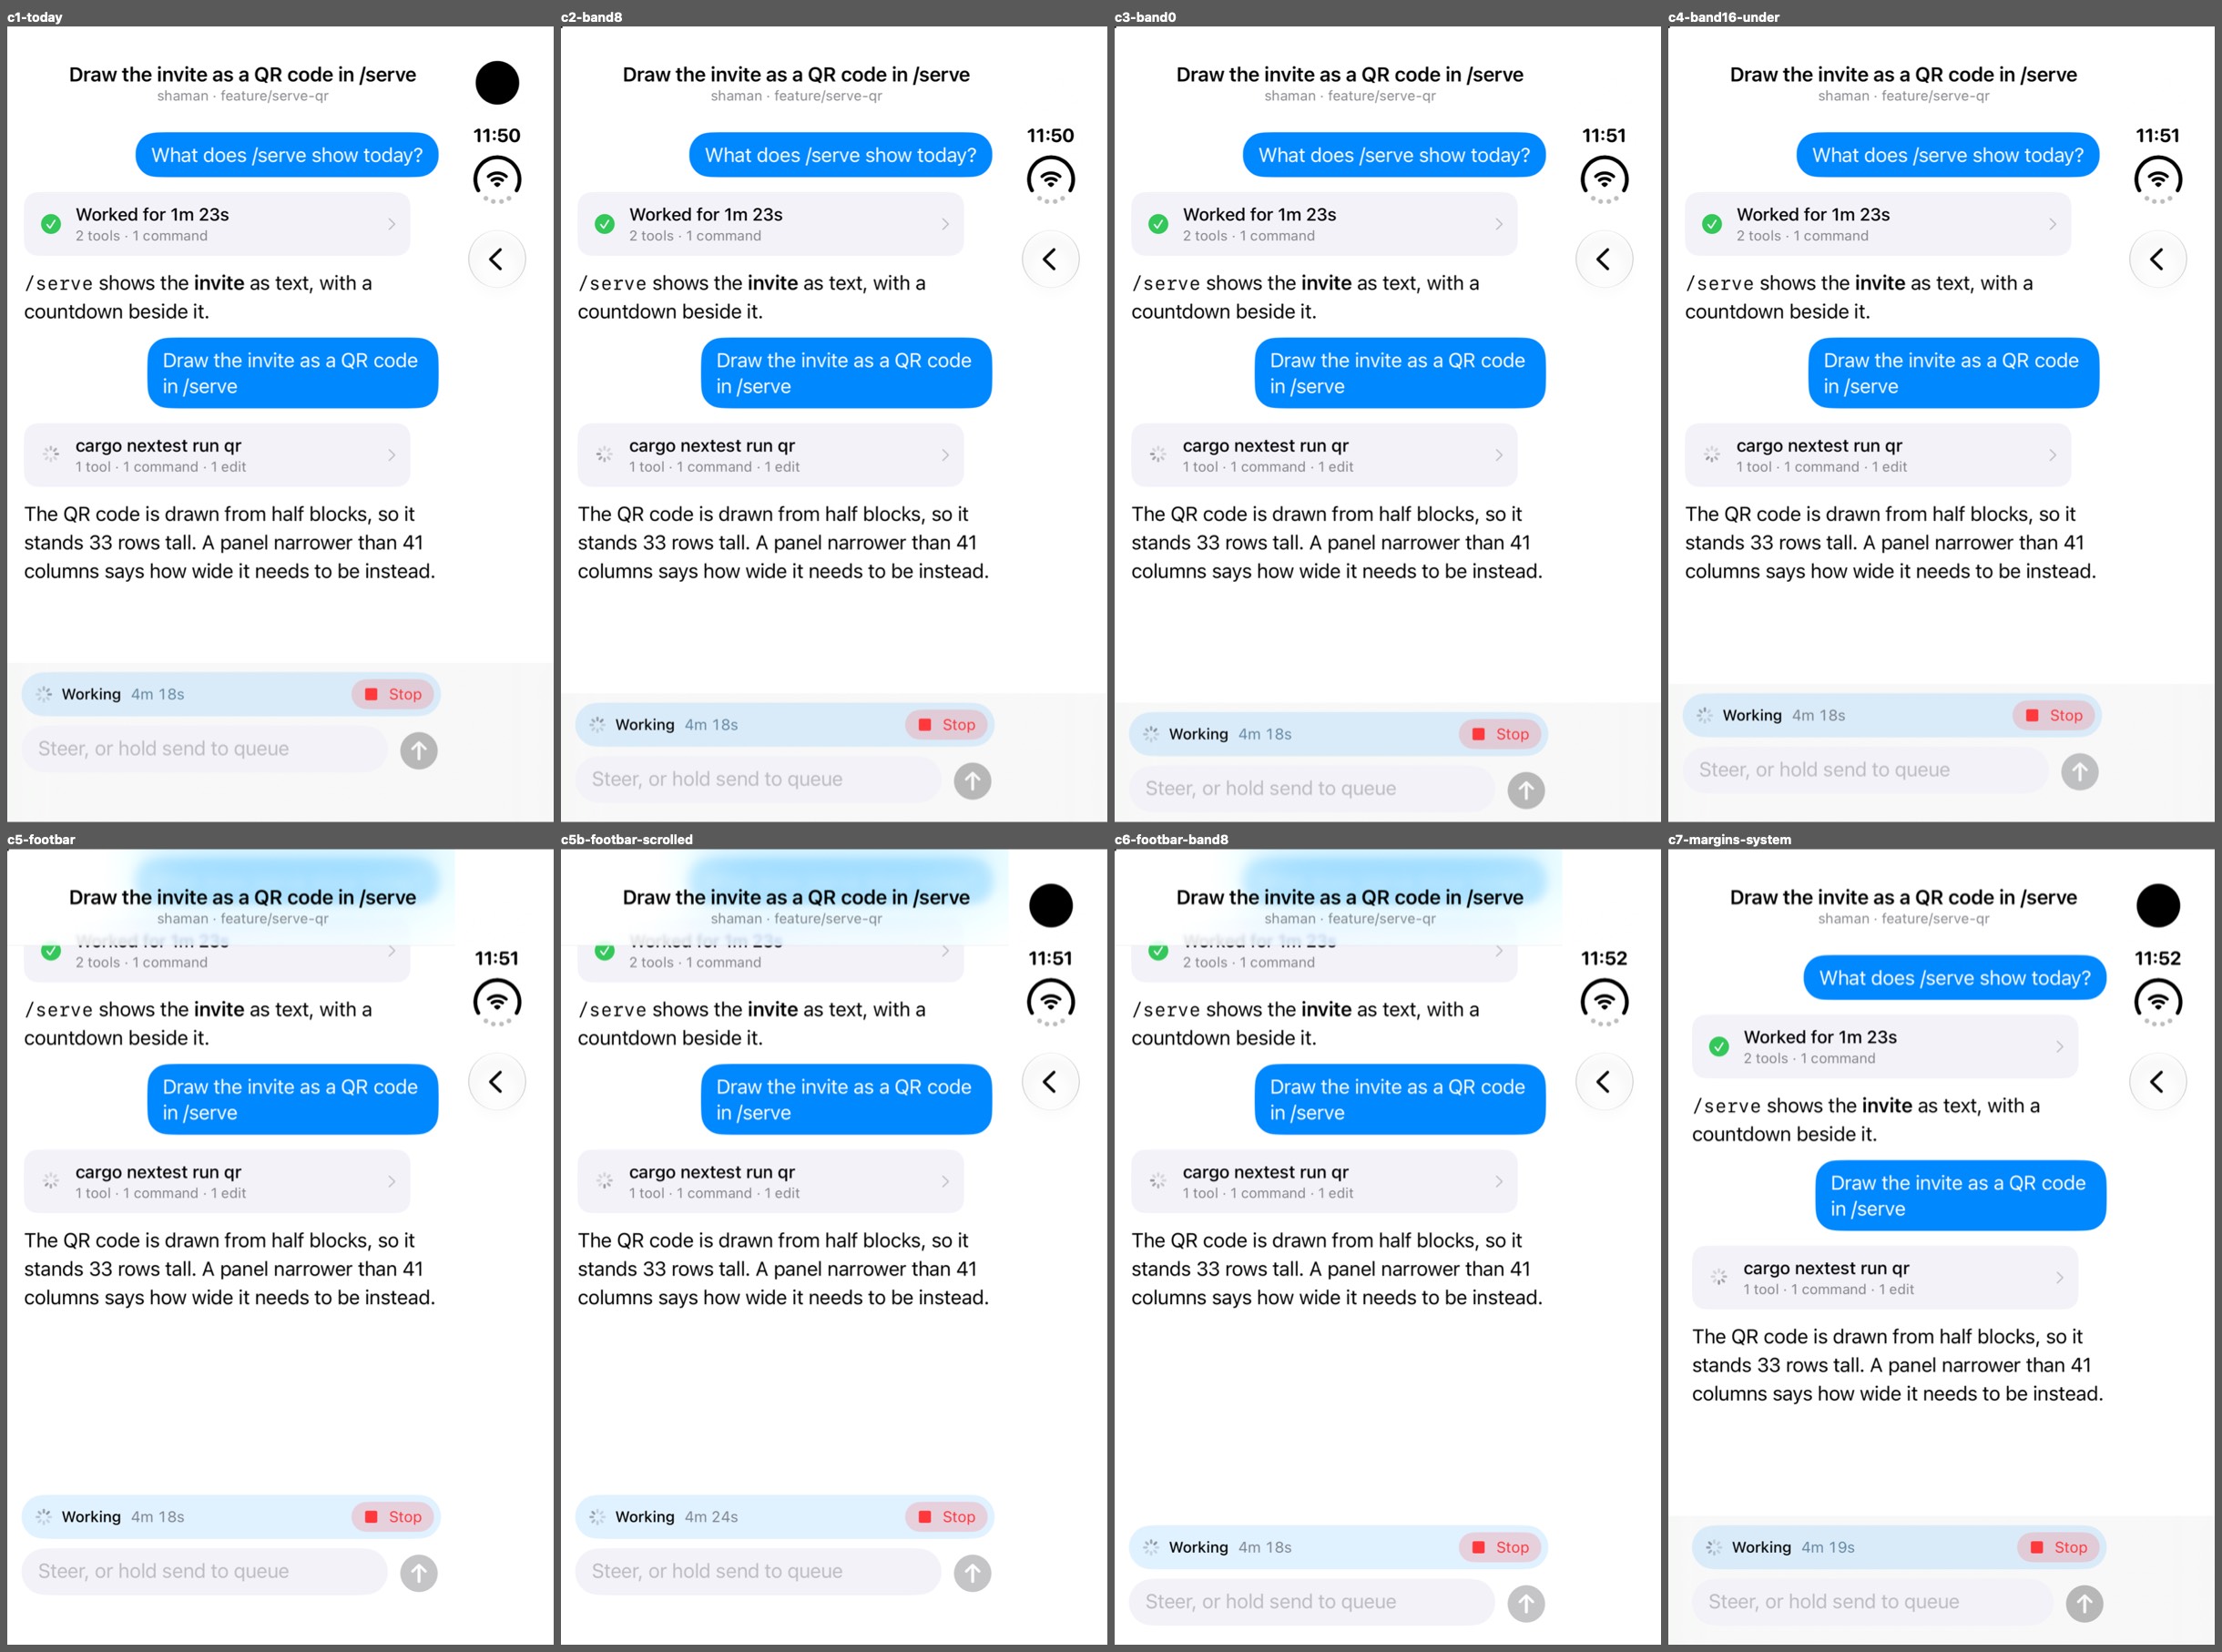 c1-today
Draw the invite as a QR code in /serve
shaman · feature/serve-qr
11:50
What does /serve show today?
Worked for 1m 23s
2 tools · 1 command
/serve shows the invite as text, with a
countdown beside it.
Draw the invite as a QR code
in /serve
cargo nextest run qr
1 tool · 1 command · 1 edit
The QR code is drawn from half blocks, so it
stands 33 rows tall. A panel narrower than 41
columns says how wide it needs to be instead.
Working 4m 18s
Stop
Steer, or hold send to queue
c2-band8
Draw the invite as a QR code in /serve
shaman · feature/serve-qr
11:50
What does /serve show today?
Worked for 1m 23s
2 tools · 1 command
/serve shows the invite as text, with a
countdown beside it.
Draw the invite as a QR code
in /serve
cargo nextest run qr
1 tool · 1 command · 1 edit
The QR code is drawn from half blocks, so it
stands 33 rows tall. A panel narrower than 41
columns says how wide it needs to be instead.
Working 4m 18s
Stop
Steer, or hold send to queue
c3-band0
Draw the invite as a QR code in /serve
shaman · feature/serve-qr
11:51
What does /serve show today?
Worked for 1m 23s
2 tools · 1 command
/serve shows the invite as text, with a
countdown beside it.
Draw the invite as a QR code
in /serve
cargo nextest run qr
1 tool · 1 command · 1 edit
The QR code is drawn from half blocks, so it
stands 33 rows tall. A panel narrower than 41
columns says how wide it needs to be instead.
Working 4m 18s
Stop
Steer, or hold send to queue
c4-band16-under
Draw the invite as a QR code in /serve
shaman · feature/serve-qr
11:51
What does /serve show today?
Worked for 1m 23s
2 tools · 1 command
/serve shows the invite as text, with a
countdown beside it.
Draw the invite as a QR code
in /serve
cargo nextest run qr
1 tool · 1 command · 1 edit
The QR code is drawn from half blocks, so it
stands 33 rows tall. A panel narrower than 41
columns says how wide it needs to be instead.
Working 4m 18s
Stop
Steer, or hold send to queue
c5-footbar
Draw the invite as a QR code in /serve
shaman · feature/serve-qr
Worked for 1m 23s
11:51
2 tools · 1 command
/serve shows the invite as text, with a
countdown beside it.
Draw the invite as a QR code
in /serve
cargo nextest run qr
1 tool · 1 command · 1 edit
The QR code is drawn from half blocks, so it
stands 33 rows tall. A panel narrower than 41
columns says how wide it needs to be instead.
Working 4m 18s
Stop
Steer, or hold send to queue
c5b-footbar-scrolled
Draw the invite as a QR code in /serve
shaman · feature/serve-qr
Worked for 1m 23s
11:51
2 tools · 1 command
/serve shows the invite as text, with a
countdown beside it.
Draw the invite as a QR code
in /serve
cargo nextest run qr
1 tool · 1 command · 1 edit
The QR code is drawn from half blocks, so it
stands 33 rows tall. A panel narrower than 41
columns says how wide it needs to be instead.
Working 4m 24s
Stop
Steer, or hold send to queue
c6-footbar-band8
Draw the invite as a QR code in /serve
shaman · feature/serve-qr
Worked for 1m 23s
11:52
2 tools · 1 command
/serve shows the invite as text, with a
countdown beside it.
Draw the invite as a QR code
in /serve
cargo nextest run qr
1 tool · 1 command · 1 edit
The QR code is drawn from half blocks, so it
stands 33 rows tall. A panel narrower than 41
columns says how wide it needs to be instead.
Working 4m 18s
Stop
Steer, or hold send to queue
c7-margins-system
Draw the invite as a QR code in /serve
shaman · feature/serve-qr
11:52
What does /serve show today?
Worked for 1m 23s
2 tools · 1 command
/serve shows the invite as text, with a
countdown beside it.
Draw the invite as a QR code
in /serve
cargo nextest run qr
1 tool · 1 command · 1 edit
The QR code is drawn from half blocks, so it
stands 33 rows tall. A panel narrower than 41
columns says how wide it needs to be instead.
Working 4m 19s
Stop
Steer, or hold send to queue